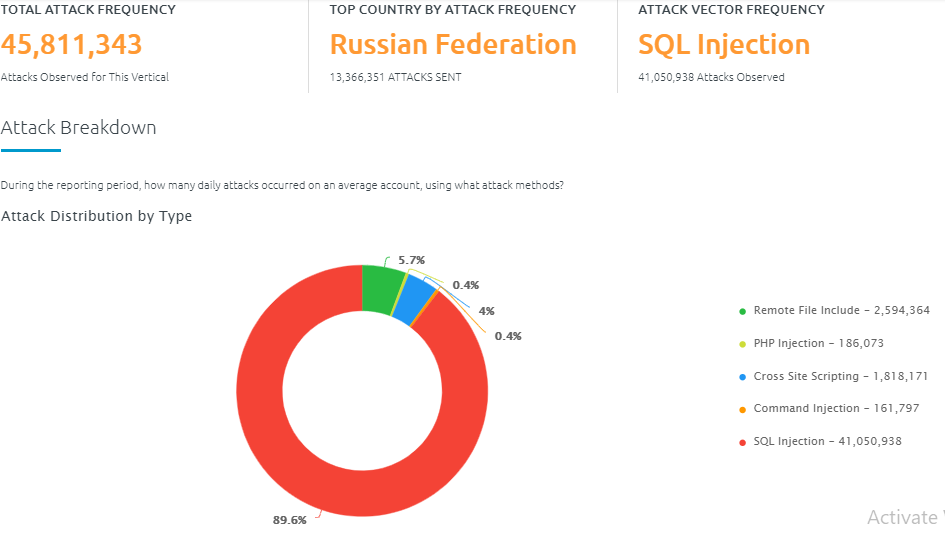 TOTAL ATTACK FREQUENCY
45,811,343
Attacks Observed for This Vertical
TOP COUNTRY BY ATTACK FREQUENCY
Russian Federation
13,366,351 ATTACKS SENT
ATTACK VECTOR FREQUENCY
SQL Injection
41,050,938 Attacks Observed
Attack Breakdown
During the reporting period, how many daily attacks occurred on an average account, using what attack methods?
Attack Distribution by Type
5.7%
0.4%
4%
0.4%
89.6%
Remote File Include – 2,594,364
PHP Injection – 186,073
Cross Site Scripting – 1,818,171
Command Injection – 161,797
SQL Injection – 41,050,938
Activate